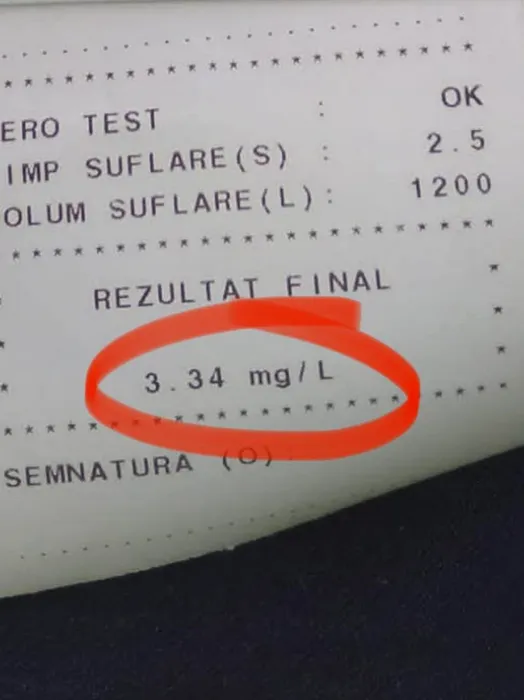 ERO TEST : OK
IMP SUFLARE(S) : 2.5
OLUM SUFLARE(L): 1200
REZULTAT FINAL
3.34 mg/L
SEMNATURA (O)